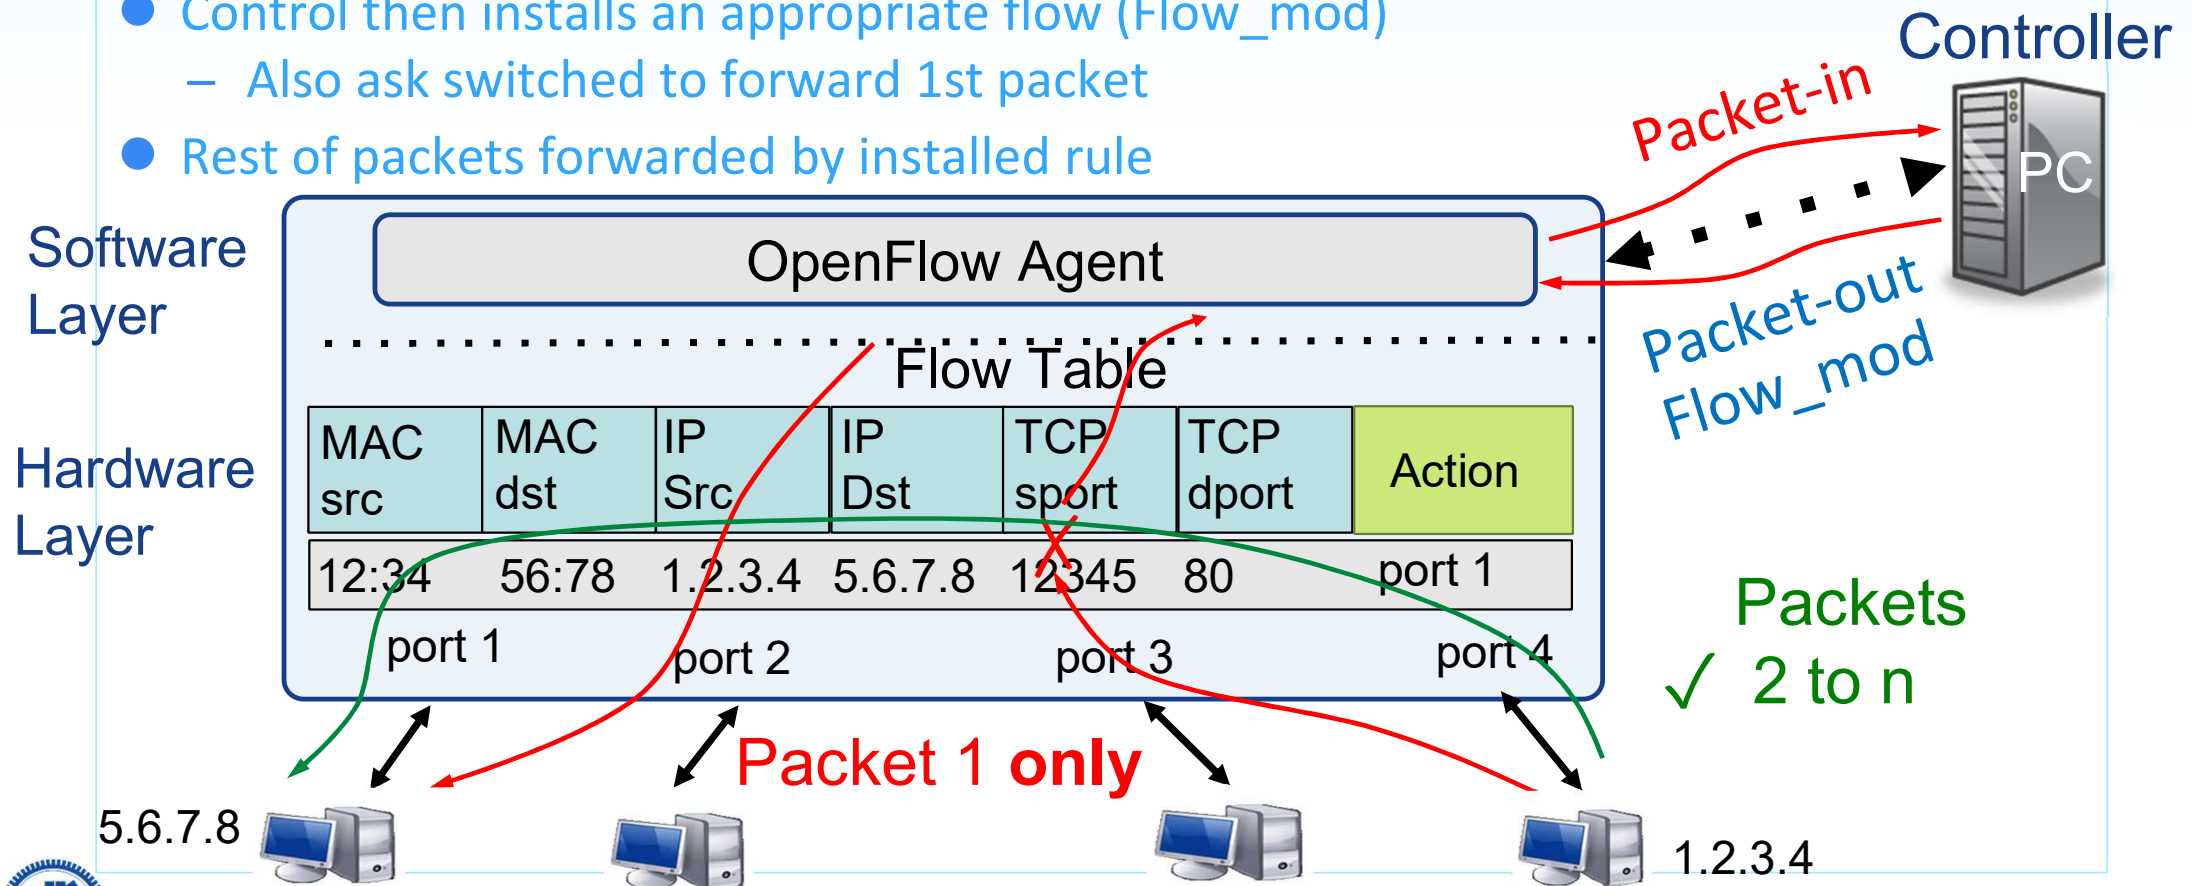 ● Control then installs an appropriate flow (Flow_mod)
– Also ask switched to forward 1st packet
● Rest of packets forwarded by installed rule
Controller
Packet-in
PC
Packet-out
Flow_mod
Software
Layer
OpenFlow Agent
Flow Table
Hardware
Layer
MAC
src
MAC
dst
IP
Src
IP
Dst
TCP
sport
TCP
dport
Action
12:34 56:78 1.2.3.4 5.6.7.8 12345 80 port 1
port 1 port 2 port 3 port 4
Packets
✓ 2 to n
Packet 1 only
5.6.7.8
1.2.3.4